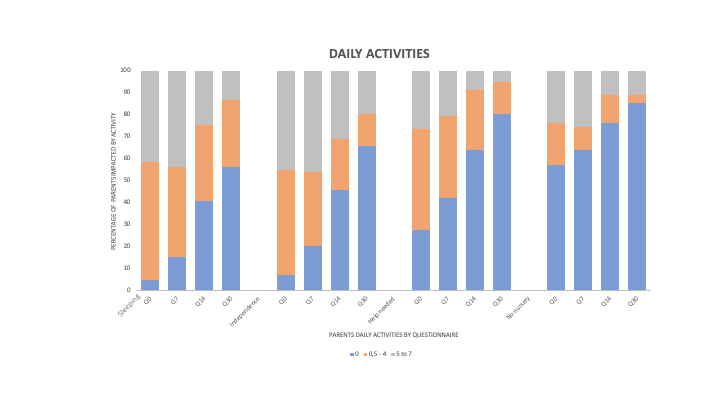 DAILY ACTIVITIES
PERCENTAGE OF PARENTS IMPACTED BY ACTIVITY
100
90
80
70
60
50
40
30
20
10
0
Sleeping Q0 Q7 Q14 Q30 Independence Q0 Q7 Q14 Q30 Help needed Q0 Q7 Q14 Q30 No nursery Q0 Q7 Q14 Q30
PARENTS DAILY ACTIVITIES BY QUESTIONNAIRE
0 0,5 - 4 5 to 7